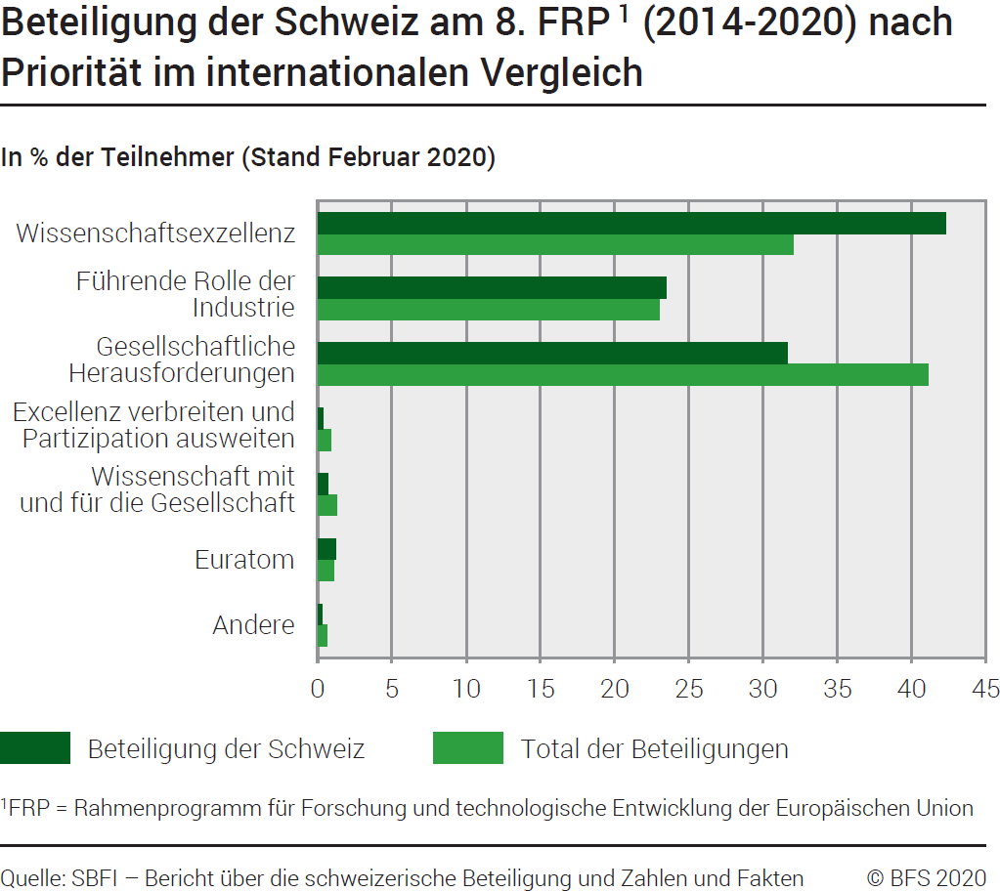 Beteiligung der Schweiz am 8. FRP ¹ (2014-2020) nach
Priorität im internationalen Vergleich
In % der Teilnehmer (Stand Februar 2020)
Wissenschaftsexzellenz
Führende Rolle der
Industrie
Gesellschaftliche
Herausforderungen
Excellenz verbreiten und
Partizipation ausweiten
Wissenschaft mit
und für die Gesellschaft
Euratom
Andere
0 5 10 15 20 25 30 35 40 45
Beteiligung der Schweiz Total der Beteiligungen
¹FRP = Rahmenprogramm für Forschung und technologische Entwicklung der Europäischen Union
Quelle: SBFI – Bericht über die schweizerische Beteiligung und Zahlen und Fakten © BFS 2020